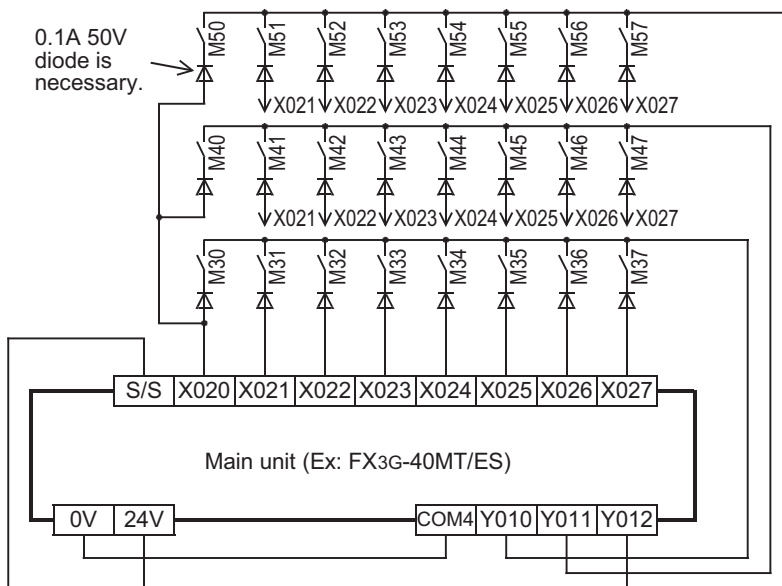 M50 M51 M52 M53 M54 M55 M56 M57
0.1A 50V
diode is
necessary.
X021 X022 X023 X024 X025 X026 X027
M40 M41 M42 M43 M44 M45 M46 M47
X021 X022 X023 X024 X025 X026 X027
M30 M31 M32 M33 M34 M35 M36 M37
S/S X020 X021 X022 X023 X024 X025 X026 X027
Main unit (Ex: FX3G-40MT/ES)
0V 24V COM4 Y010 Y011 Y012